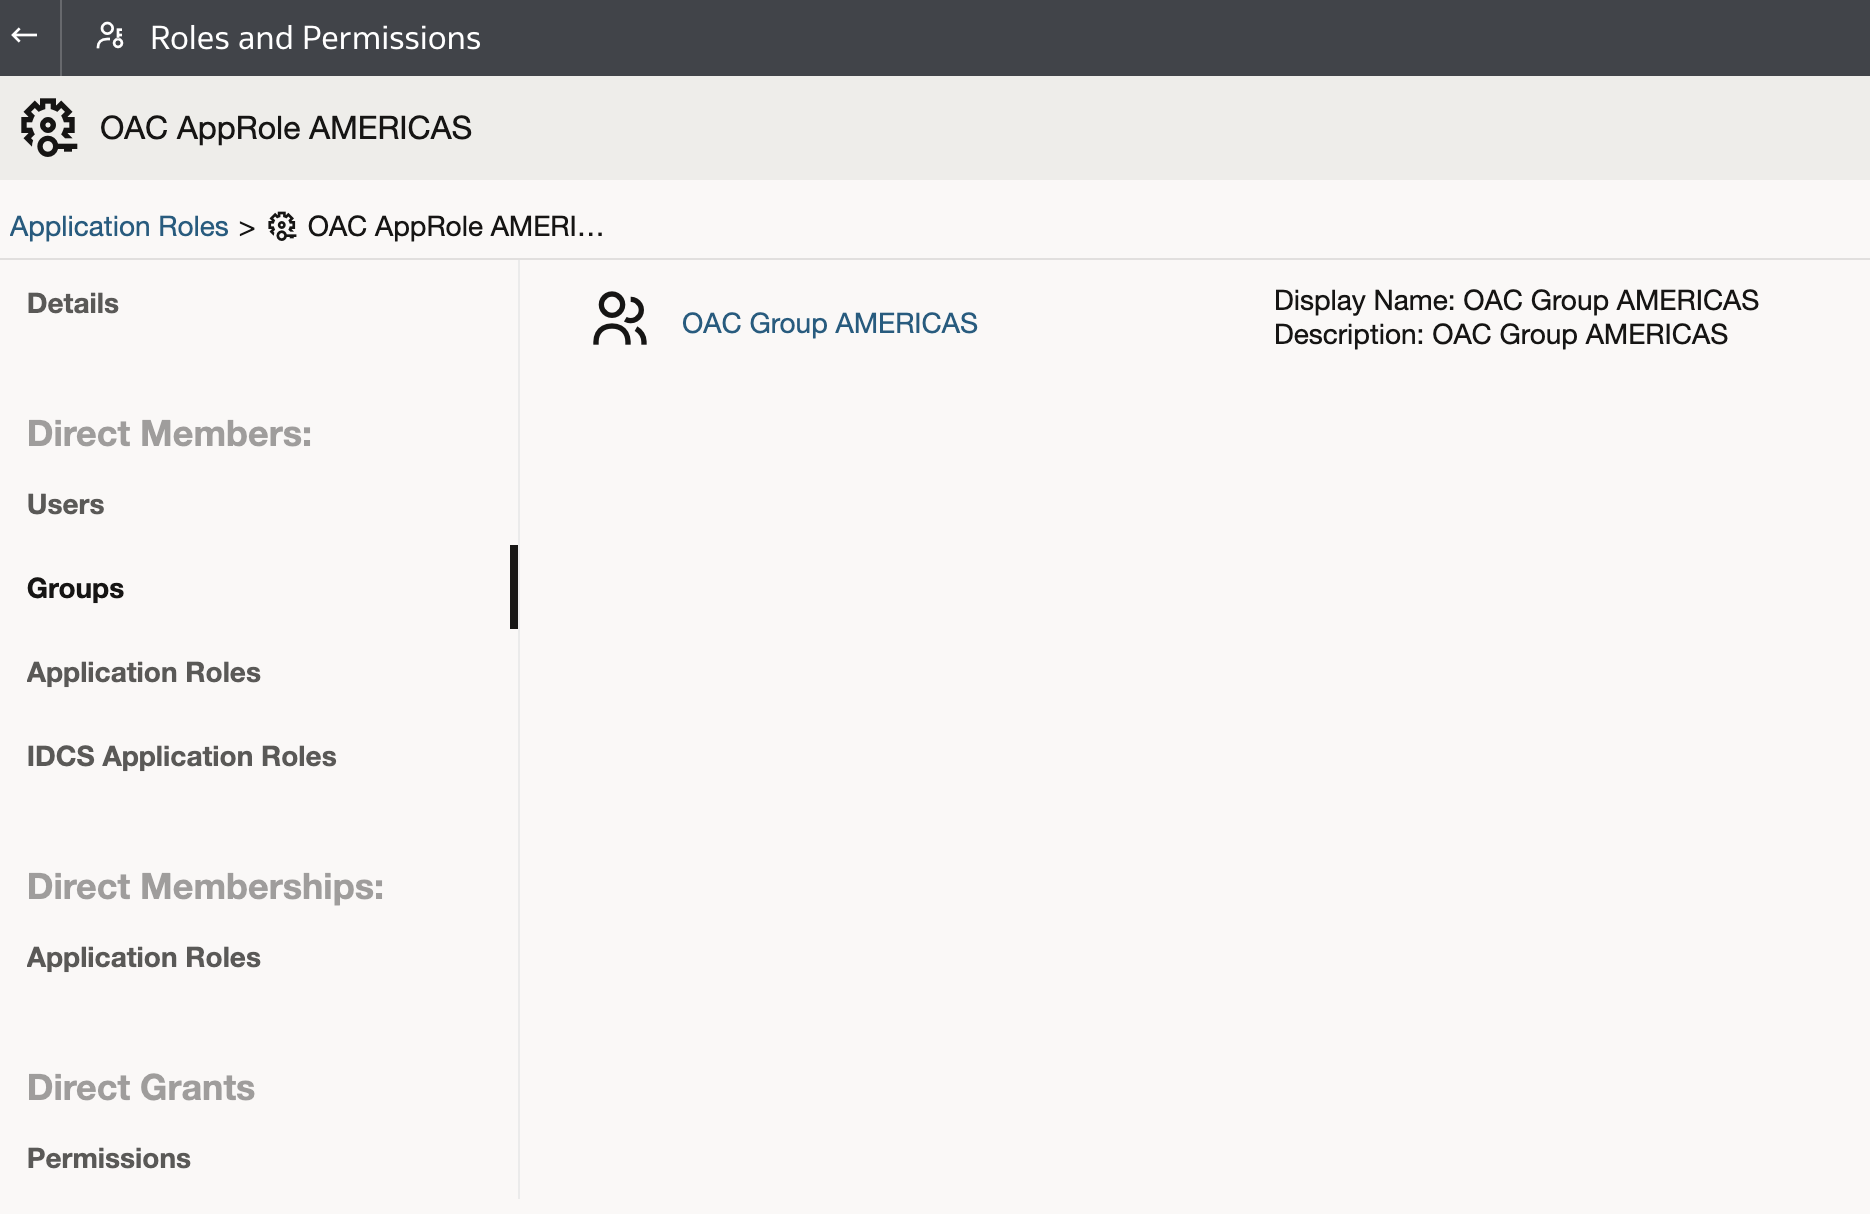 Roles and Permissions
OAC AppRole AMERICAS
Application Roles > OAC AppRole AMERI...
Details
Direct Members:
Users
Groups
Application Roles
IDCS Application Roles
Direct Memberships:
Application Roles
Direct Grants
Permissions
OAC Group AMERICAS
Display Name: OAC Group AMERICAS
Description: OAC Group AMERICAS